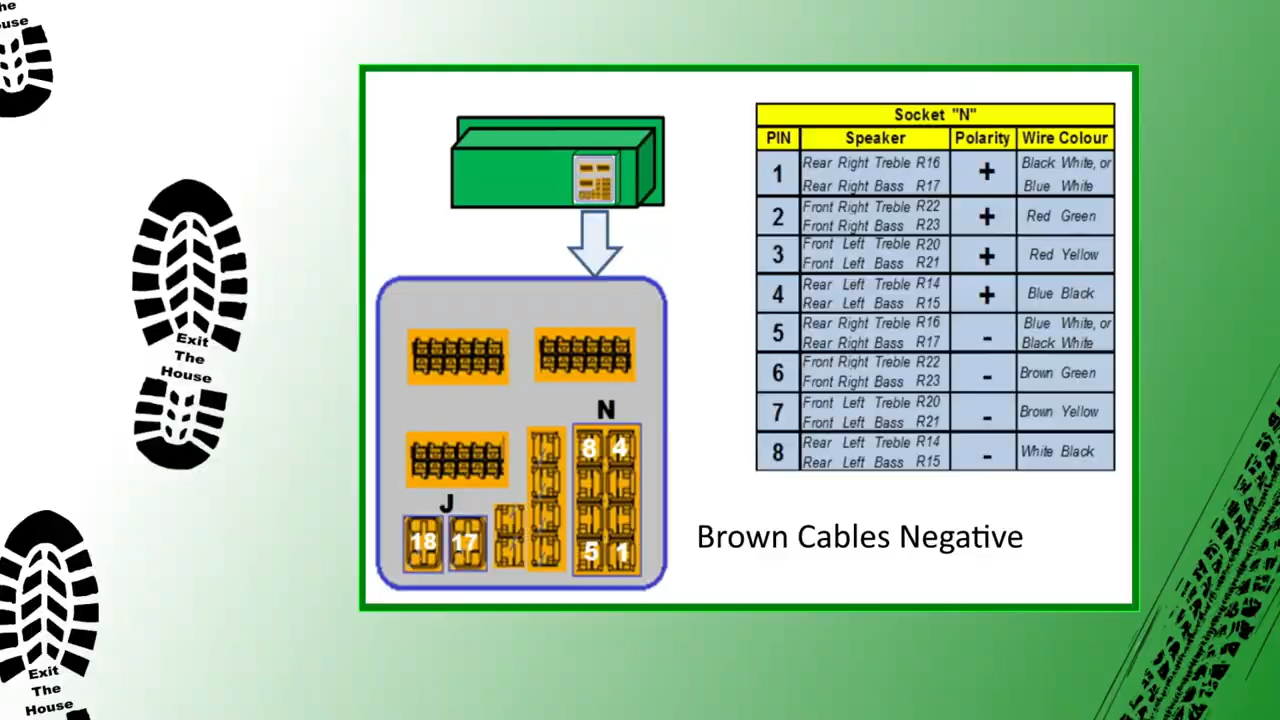 he
ouse
Exit
The
House
Exit
The
House
N
8 4
J
18 17
5 1
Socket "N"
PIN Speaker Polarity Wire Colour
1 Rear Right Treble R16 + Black White, or
Rear Right Bass R17 Blue White
2 Front Right Treble R22 + Red Green
Front Right Bass R23
3 Front Left Treble R20 + Red Yellow
Front Left Bass R21
4 Rear Left Treble R14 + Blue Black
Rear Left Bass R15
5 Rear Right Treble R16 - Blue White, or
Rear Right Bass R17 Black White
6 Front Right Treble R22 - Brown Green
Front Right Bass R23
7 Front Left Treble R20 - Brown Yellow
Front Left Bass R21
8 Rear Left Treble R14 - White Black
Rear Left Bass R15
Brown Cables Negative